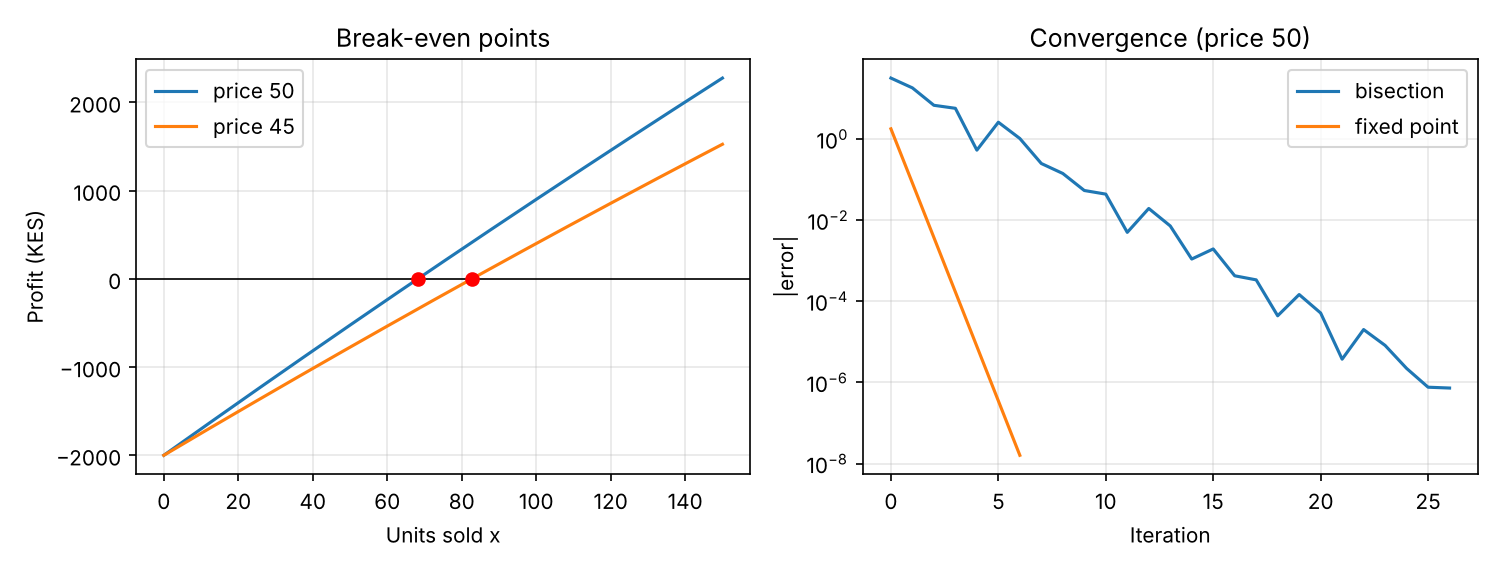 Break-even points
price 50
price 45
2000
1000
0
−1000
−2000
Profit (KES)
0 20 40 60 80 100 120 140
Units sold x
Convergence (price 50)
bisection
fixed point
10⁰
10⁻²
10⁻⁴
10⁻⁶
10⁻⁸
|error|
0 5 10 15 20 25
Iteration